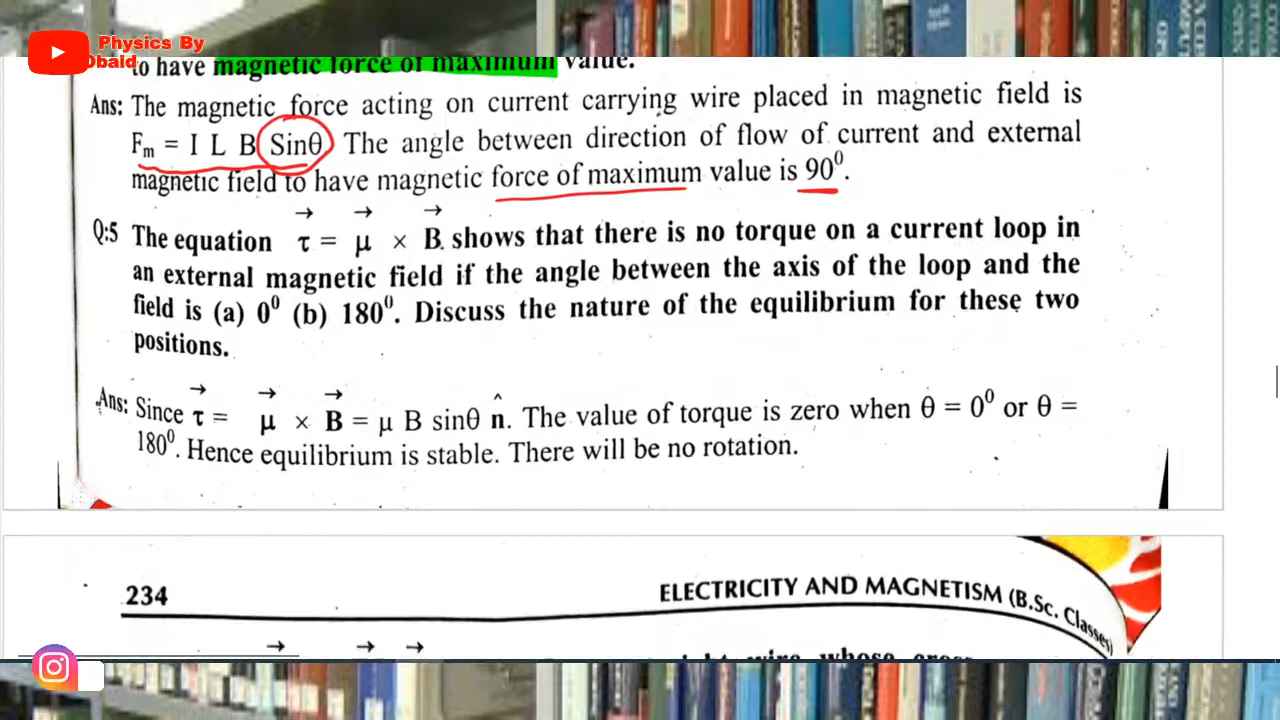 Physics By
Obaid
to have magnetic force of maximum value.
Ans: The magnetic force acting on current carrying wire placed in magnetic field is
Fm = I L B Sinθ The angle between direction of flow of current and external
magnetic field to have magnetic force of maximum value is 90⁰.
Q:5 The equation τ⃗ = μ⃗ × B⃗. shows that there is no torque on a current loop in
an external magnetic field if the angle between the axis of the loop and the
field is (a) 0⁰ (b) 180⁰. Discuss the nature of the equilibrium for these two
positions.
Ans: Since τ⃗ = μ⃗ × B⃗ = μ B sinθ n̂. The value of torque is zero when θ = 0⁰ or θ =
180⁰. Hence equilibrium is stable. There will be no rotation.
234
ELECTRICITY AND MAGNETISM (B.Sc. Classes)
wire whose